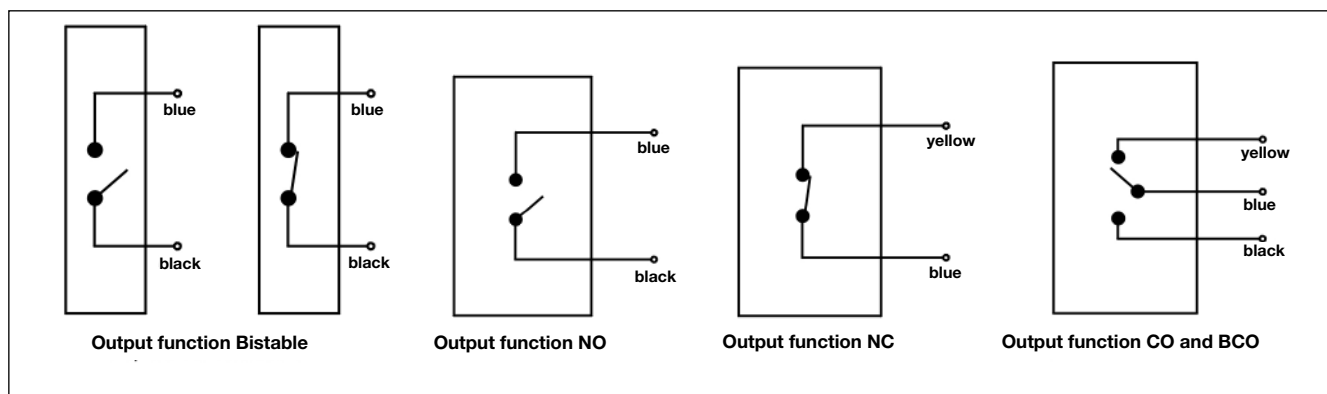 blue
black
blue
black
Output function Bistable
blue
black
Output function NO
yellow
blue
Output function NC
yellow
blue
black
Output function CO and BCO